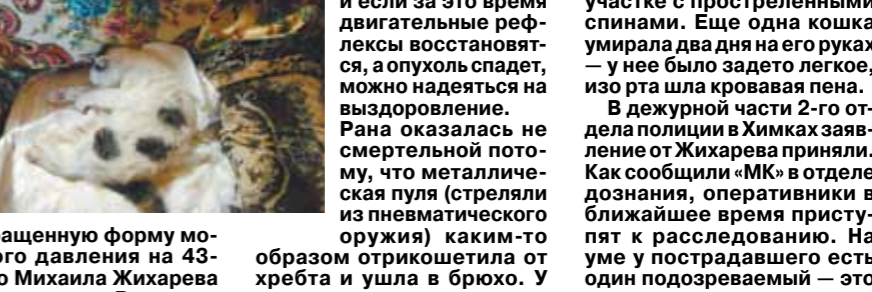 ращенную форму мо-
ого давления на 43-
о Михаила Жихарева
и если за это время
двигательные реф-
лексы восстановят-
ся, а опухоль спадет,
можно надеяться на
выздоровление.
Рана оказалась не
смертельной пото-
му, что металличе-
ская пуля (стреляли
из пневматического
оружия) каким-то
образом отрикошетила от
хребта и ушла в брюхо. У
участке с простреленными
спинами. Еще одна кошка
умирала два дня на его руках
— у нее было задето легкое,
изо рта шла кровавая пена.
В дежурной части 2-го от-
дела полиции в Химках заяв-
ление от Жихарева приняли.
Как сообщили «МК» в отделе
дознания, оперативники в
ближайшее время присту-
пят к расследованию. На
уме у пострадавшего есть
один подозреваемый — это